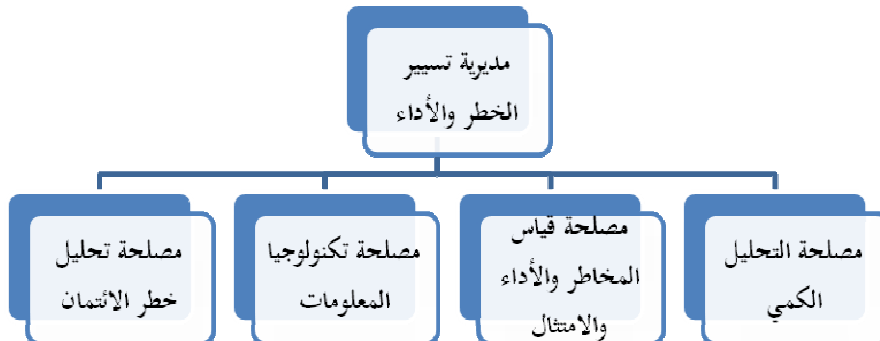 مديرية تسيير
الخطر والأداء
مصلحة التحليل
الكمي
مصلحة قياس
المخاطر والأداء
والامتثال
مصلحة تكنولوجيا
المعلومات
مصلحة تحليل
خطر الائتمان